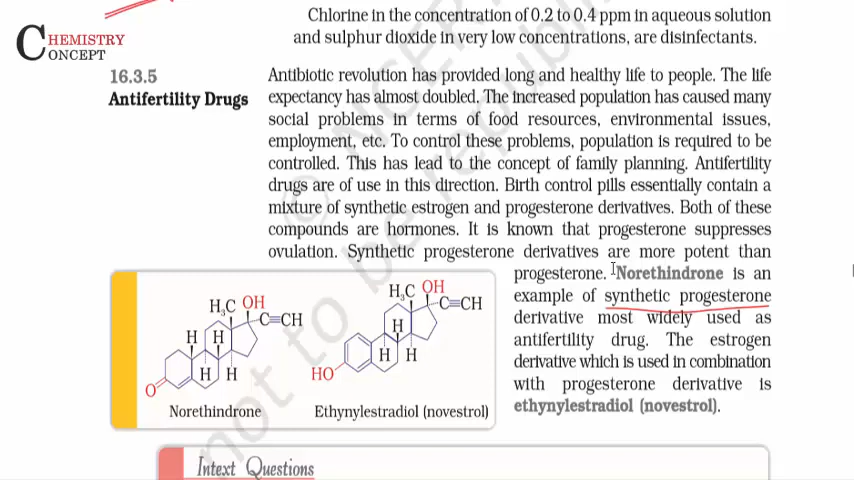 Chlorine in the concentration of 0.2 to 0.4 ppm in aqueous solution
and sulphur dioxide in very low concentrations, are disinfectants.
CHEMISTRY
CONCEPT
16.3.5
Antifertility Drugs
Antibiotic revolution has provided long and healthy life to people. The life
expectancy has almost doubled. The increased population has caused many
social problems in terms of food resources, environmental issues,
employment, etc. To control these problems, population is required to be
controlled. This has lead to the concept of family planning. Antifertility
drugs are of use in this direction. Birth control pills essentially contain a
mixture of synthetic estrogen and progesterone derivatives. Both of these
compounds are hormones. It is known that progesterone suppresses
ovulation. Synthetic progesterone derivatives are more potent than
progesterone. Norethindrone is an
example of synthetic progesterone
derivative most widely used as
antifertility drug. The estrogen
derivative which is used in combination
with progesterone derivative is
ethynylestradiol (novestrol).
H3C OH
C≡CH
H H
H H
O
Norethindrone
H3C OH
C≡CH
H
H H
HO
Ethynylestradiol (novestrol)
Intext Questions
© NCERT
not to be republi